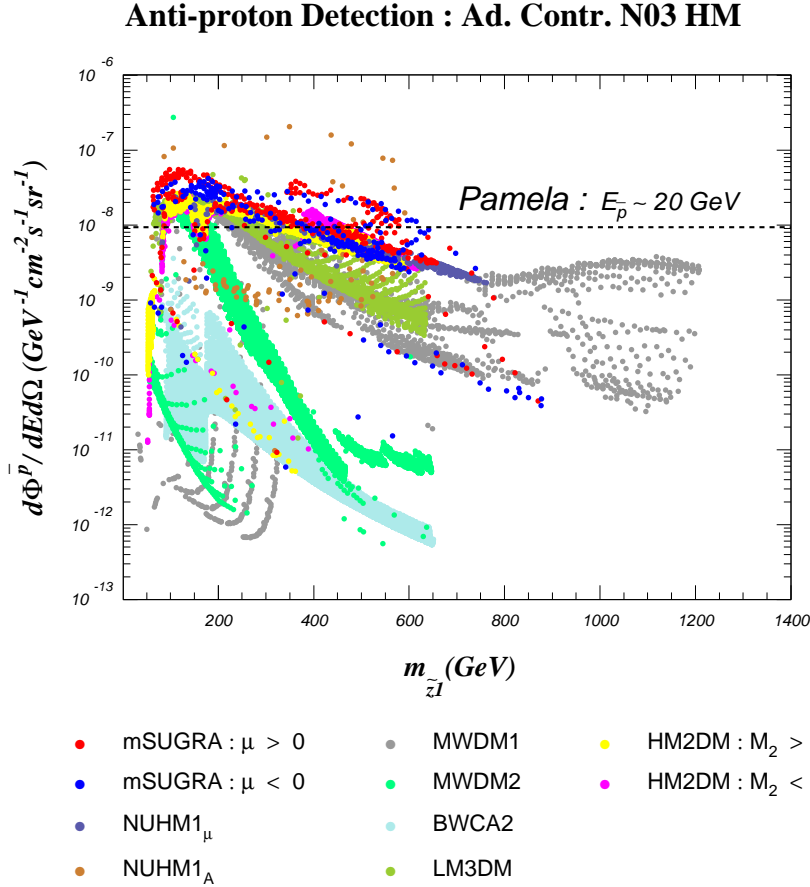 Anti-proton Detection : Ad. Contr. N03 HM
10 -6
10 -7
10 -8
10 -9
10 -10
10 -11
10 -12
10 -13
dΦ^p̄ / dEdΩ (GeV^-1 cm^-2 s^-1 sr^-1)
Pamela : E_p̄ ~ 20 GeV
200 400 600 800 1000 1200 1400
m_z̃1 (GeV)
mSUGRA : μ > 0 MWDM1 HM2DM : M_2 >
mSUGRA : μ < 0 MWDM2 HM2DM : M_2 <
NUHM1_μ BWCA2
NUHM1_A LM3DM